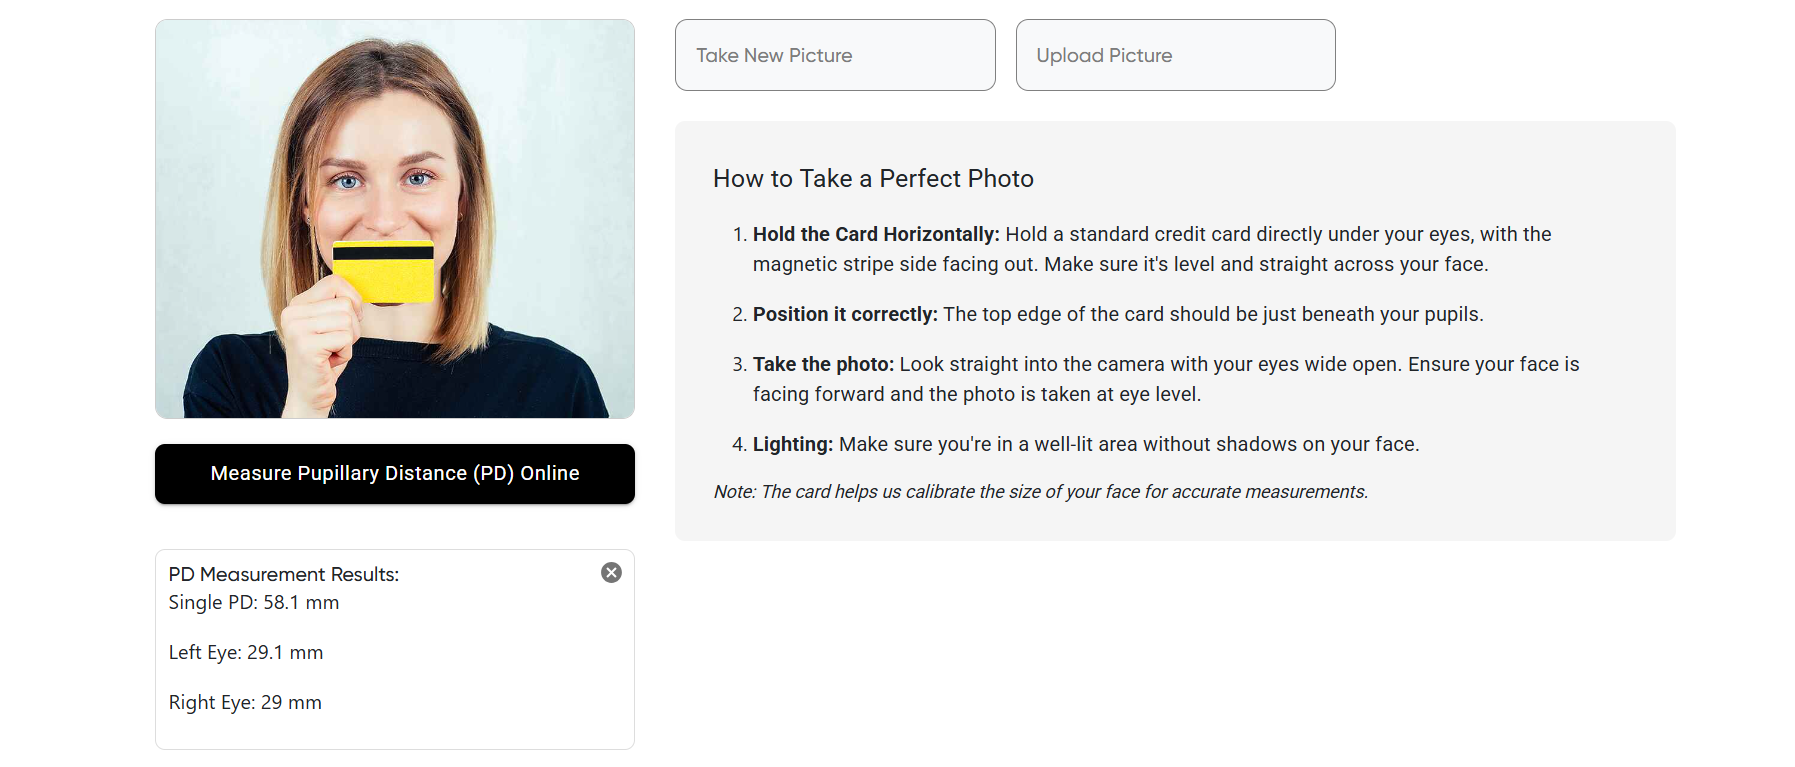 Take New Picture
Upload Picture
How to Take a Perfect Photo
1. Hold the Card Horizontally: Hold a standard credit card directly under your eyes, with the
magnetic stripe side facing out. Make sure it's level and straight across your face.
2. Position it correctly: The top edge of the card should be just beneath your pupils.
3. Take the photo: Look straight into the camera with your eyes wide open. Ensure your face is
facing forward and the photo is taken at eye level.
4. Lighting: Make sure you're in a well-lit area without shadows on your face.
Note: The card helps us calibrate the size of your face for accurate measurements.
Measure Pupillary Distance (PD) Online
PD Measurement Results:
Single PD: 58.1 mm
Left Eye: 29.1 mm
Right Eye: 29 mm